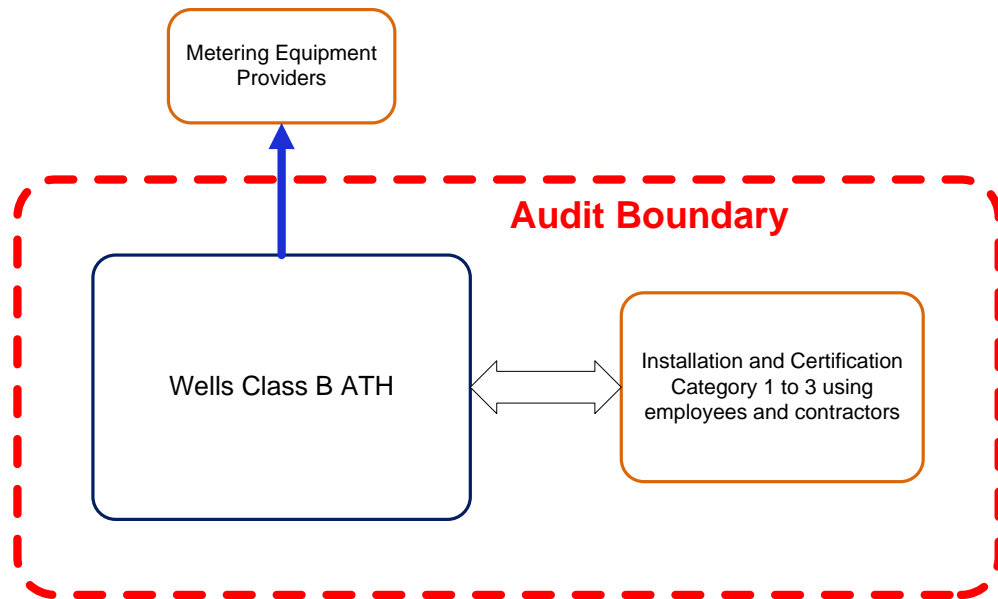 Metering Equipment
Providers
Audit Boundary
Wells Class B ATH
Installation and Certification
Category 1 to 3 using
employees and contractors